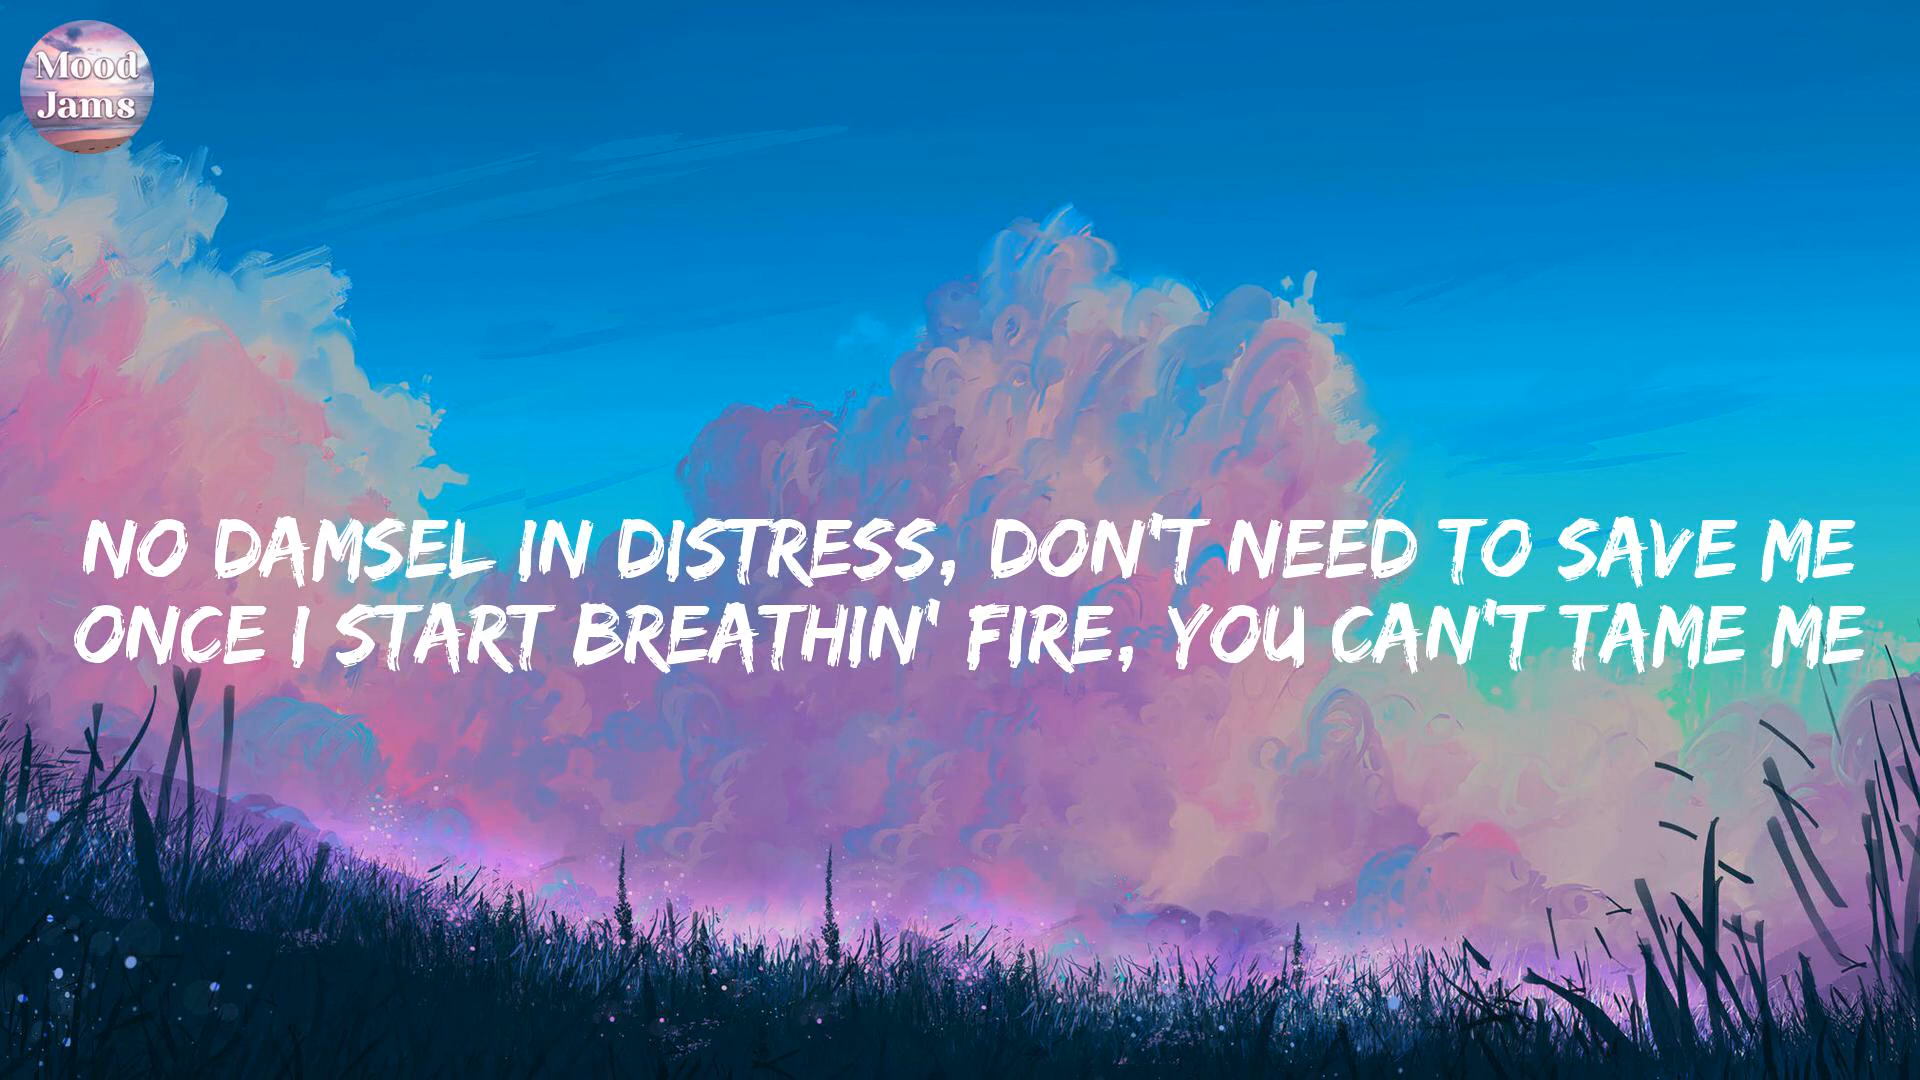 Mood
Jams
NO DAMSEL IN DISTRESS, DON'T NEED TO SAVE ME
ONCE I START BREATHIN' FIRE, YOU CAN'T TAME ME